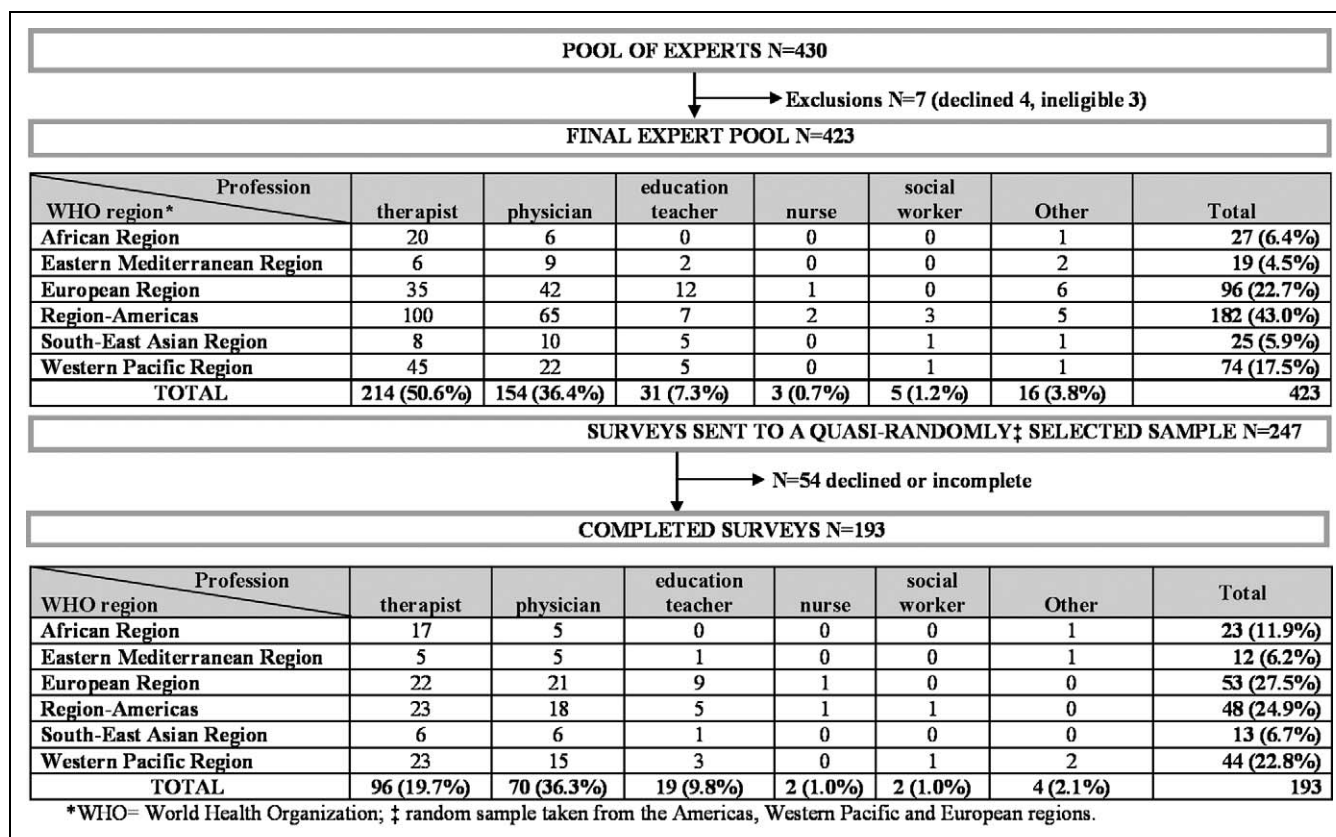 POOL OF EXPERTS N=430
Exclusions N=7 (declined 4, ineligible 3)
FINAL EXPERT POOL N=423
Profession
WHO region* therapist physician education teacher nurse social worker Other Total
African Region 20 6 0 0 0 1 27 (6.4%)
Eastern Mediterranean Region 6 9 2 0 0 2 19 (4.5%)
European Region 35 42 12 1 0 6 96 (22.7%)
Region-Americas 100 65 7 2 3 5 182 (43.0%)
South-East Asian Region 8 10 5 0 1 1 25 (5.9%)
Western Pacific Region 45 22 5 0 1 1 74 (17.5%)
TOTAL 214 (50.6%) 154 (36.4%) 31 (7.3%) 3 (0.7%) 5 (1.2%) 16 (3.8%) 423
SURVEYS SENT TO A QUASI-RANDOMLY‡ SELECTED SAMPLE N=247
N=54 declined or incomplete
COMPLETED SURVEYS N=193
Profession
WHO region therapist physician education teacher nurse social worker Other Total
African Region 17 5 0 0 0 1 23 (11.9%)
Eastern Mediterranean Region 5 5 1 0 0 1 12 (6.2%)
European Region 22 21 9 1 0 0 53 (27.5%)
Region-Americas 23 18 5 1 1 0 48 (24.9%)
South-East Asian Region 6 6 1 0 0 0 13 (6.7%)
Western Pacific Region 23 15 3 0 1 2 44 (22.8%)
TOTAL 96 (19.7%) 70 (36.3%) 19 (9.8%) 2 (1.0%) 2 (1.0%) 4 (2.1%) 193
*WHO= World Health Organization; ‡ random sample taken from the Americas, Western Pacific and European regions.